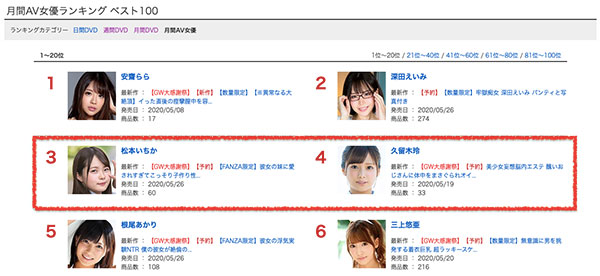 月間AV女優ランキング ベスト100
ランキングカテゴリー 日間DVD 週間DVD 月間DVD 月間AV女優
1〜20位
1位〜20位 / 21位〜40位 / 41位〜60位 / 61位〜80位 / 81位〜100位
1
安齋らら
最新作 : 【GW大感謝祭】【新作】【数量限定】【※異常なる大
絶頂】イった直後の痙攣膣中を容...
発売日 : 2020/05/08
商品数 : 17
2
深田えいみ
最新作 : 【予約】【数量限定】牢獄痴女 深田えいみ パンティと写
真付き
発売日 : 2020/05/26
商品数 : 274
3
松本いちか
最新作 : 【GW大感謝祭】【予約】【FANZA限定】彼女の妹に愛
されすぎてこっそり子作り性...
発売日 : 2020/05/26
商品数 : 60
4
久留木玲
最新作 : 【GW大感謝祭】【予約】美少女妄想脳内エステ 醜いお
じさんに体中をまさぐられオイ...
発売日 : 2020/05/19
商品数 : 33
5
根尾あかり
最新作 : 【GW大感謝祭】【予約】【FANZA限定】彼女の浮気実
験NTR 僕の彼女が絶倫の...
発売日 : 2020/05/26
商品数 : 108
6
三上悠亜
最新作 : 【GW大感謝祭】【予約】【数量限定】無意識に男を挑
発する着衣巨乳 超ラッキースケ...
発売日 : 2020/05/20
商品数 : 216